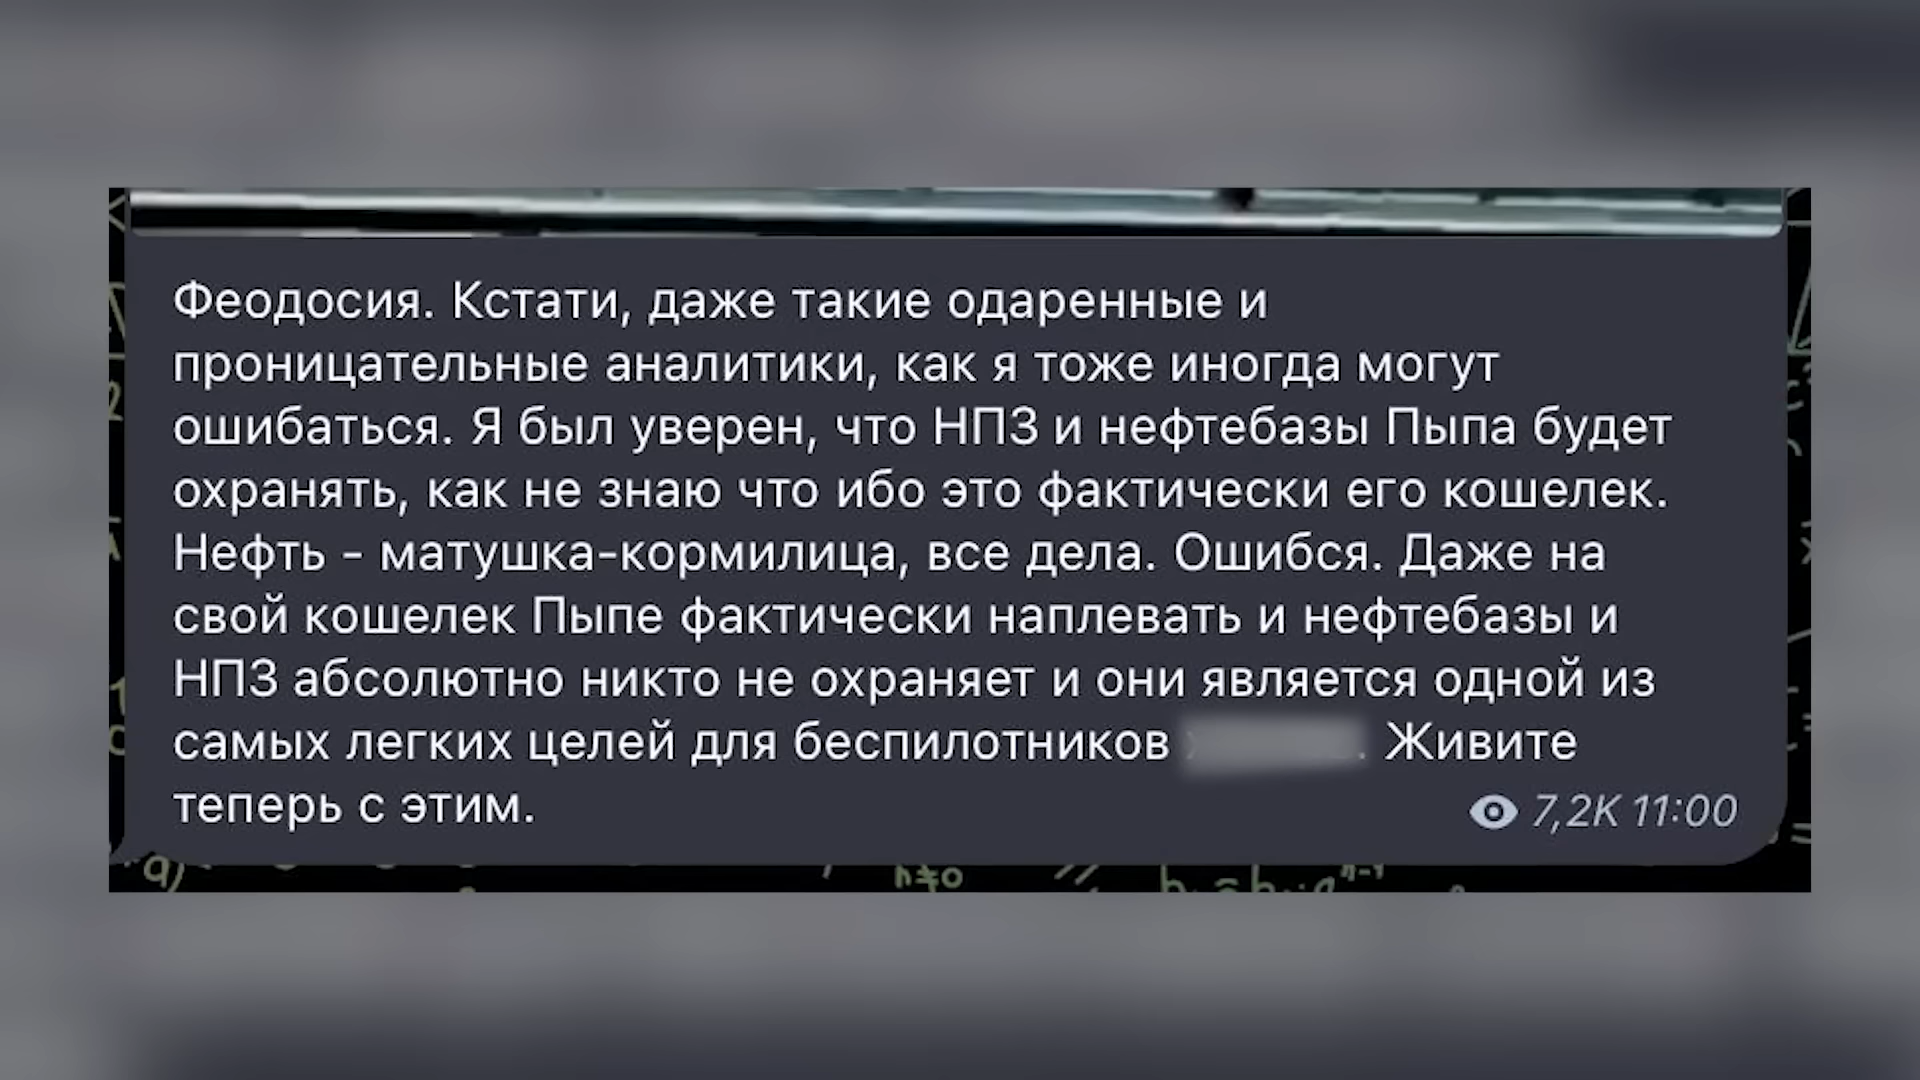 Феодосия. Кстати, даже такие одаренные и
проницательные аналитики, как я тоже иногда могут
ошибаться. Я был уверен, что НПЗ и нефтебазы Пыпа будет
охранять, как не знаю что ибо это фактически его кошелек.
Нефть - матушка-кормилица, все дела. Ошибся. Даже на
свой кошелек Пыпе фактически наплевать и нефтебазы и
НПЗ абсолютно никто не охраняет и они является одной из
самых легких целей для беспилотников . Живите
теперь с этим.
7,2K 11:00